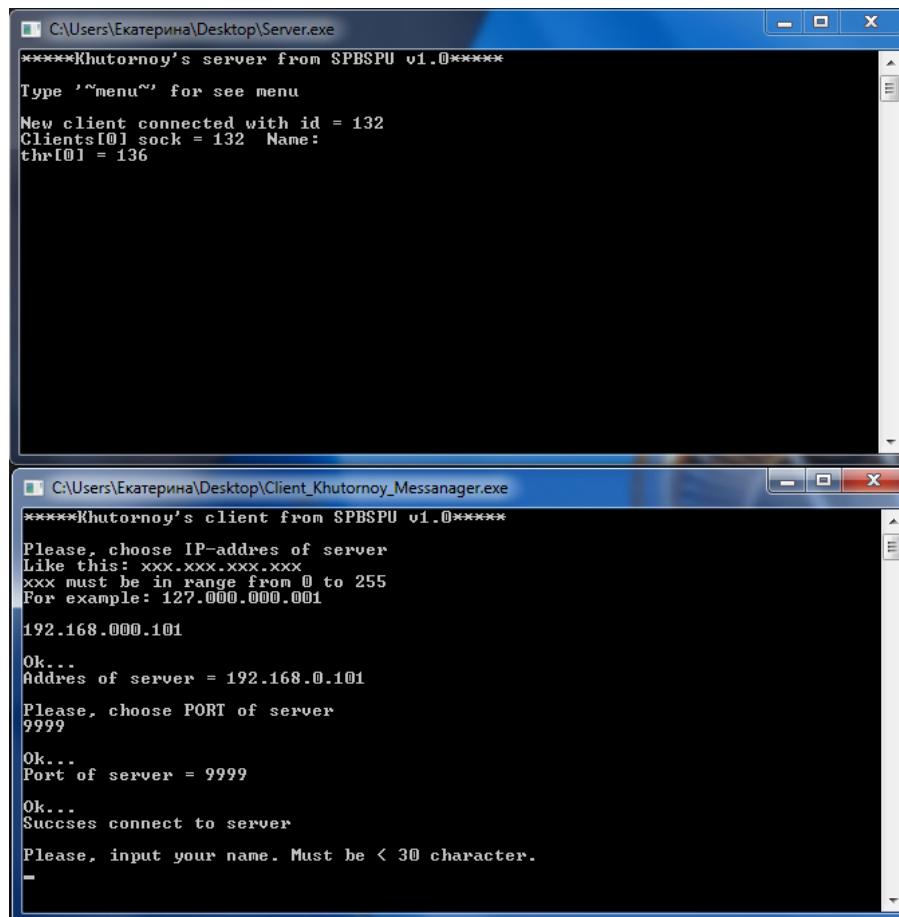 C:\Users\Екатерина\Desktop\Server.exe
*****Khutornoy's server from SPBSPU v1.0*****
Type '~menu~' for see menu
New client connected with id = 132
Clients[0] sock = 132  Name:
thr[0] = 136
C:\Users\Екатерина\Desktop\Client_Khutornoy_Messanager.exe
*****Khutornoy's client from SPBSPU v1.0*****
Please, choose IP-addres of server
Like this: xxx.xxx.xxx.xxx
xxx must be in range from 0 to 255
For example: 127.000.000.001
192.168.000.101
Ok...
Addres of server = 192.168.0.101
Please, choose PORT of server
9999
Ok...
Port of server = 9999
Ok...
Succses connect to server
Please, input your name. Must be < 30 character.